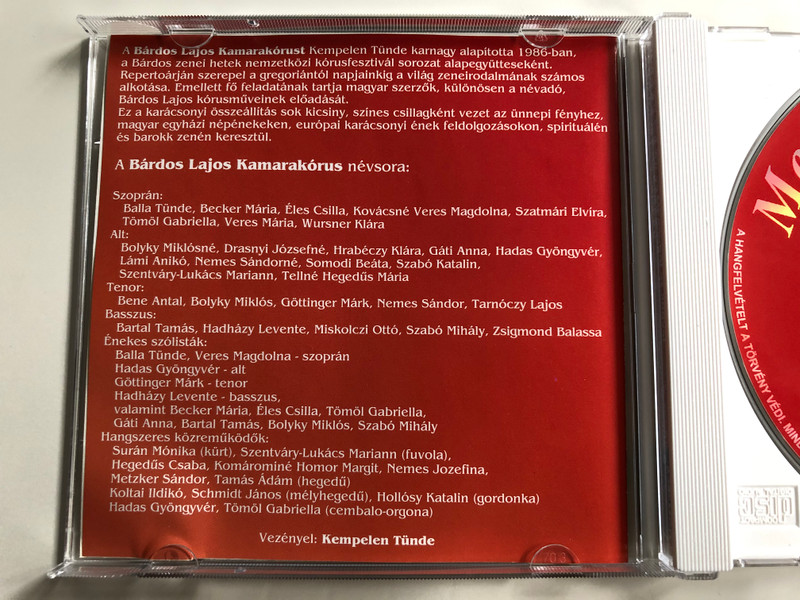 A Bárdos Lajos Kamarakórust Kempelen Tünde karnagy alapította 1986-ban,
a Bárdos zenei hetek nemzetközi kórusfesztivál sorozat alapegyütteseként.
Repertoárján szerepel a gregoriántól napjainkig a világ zeneirodalmának számos
alkotása. Emellett fő feladatának tartja magyar szerzők, különösen a névadó,
Bárdos Lajos kórusműveinek előadását.
Ez a karácsonyi összeállítás sok kicsiny, színes csillagként vezet az ünnepi fényhez,
magyar egyházi népénekeken, európai karácsonyi ének feldolgozásokon, spirituálén
és barokk zenén keresztül.
A Bárdos Lajos Kamarakórus névsora:
Szoprán:
Balla Tünde, Becker Mária, Éles Csilla, Kovácsné Veres Magdolna, Szatmári Elvíra,
Tömöl Gabriella, Veres Mária, Wursner Klára
Alt:
Bolyky Miklósné, Drasnyi Józsefné, Hrabéczy Klára, Gáti Anna, Hadas Gyöngyvér,
Lámi Anikó, Nemes Sándorné, Somodi Beáta, Szabó Katalin,
Szentváry-Lukács Mariann, Tellné Hegedűs Mária
Tenor:
Bene Antal, Bolyky Miklós, Göttinger Márk, Nemes Sándor, Tarnóczy Lajos
Basszus:
Bartal Tamás, Hadházy Levente, Miskolczi Ottó, Szabó Mihály, Zsigmond Balassa
Énekes szólisták:
Balla Tünde, Veres Magdolna - szoprán
Hadas Gyöngyvér - alt
Göttinger Márk - tenor
Hadházy Levente - basszus,
valamint Becker Mária, Éles Csilla, Tömöl Gabriella,
Gáti Anna, Bartal Tamás, Bolyky Miklós, Szabó Mihály
Hangszeres közreműködők:
Surán Mónika (kürt), Szentváry-Lukács Mariann (fuvola),
Hegedűs Csaba, Komárominé Homor Margit, Nemes Jozefina,
Metzker Sándor, Tamás Ádám (hegedű)
Koltai Ildikó, Schmidt János (mélyhegedű), Hollósy Katalin (gordonka)
Hadas Gyöngyvér, Tömöl Gabriella (cembalo-orgona)
Vezényel: Kempelen Tünde
A HANGFELVÉTELT A TÖRVÉNY VÉDI.